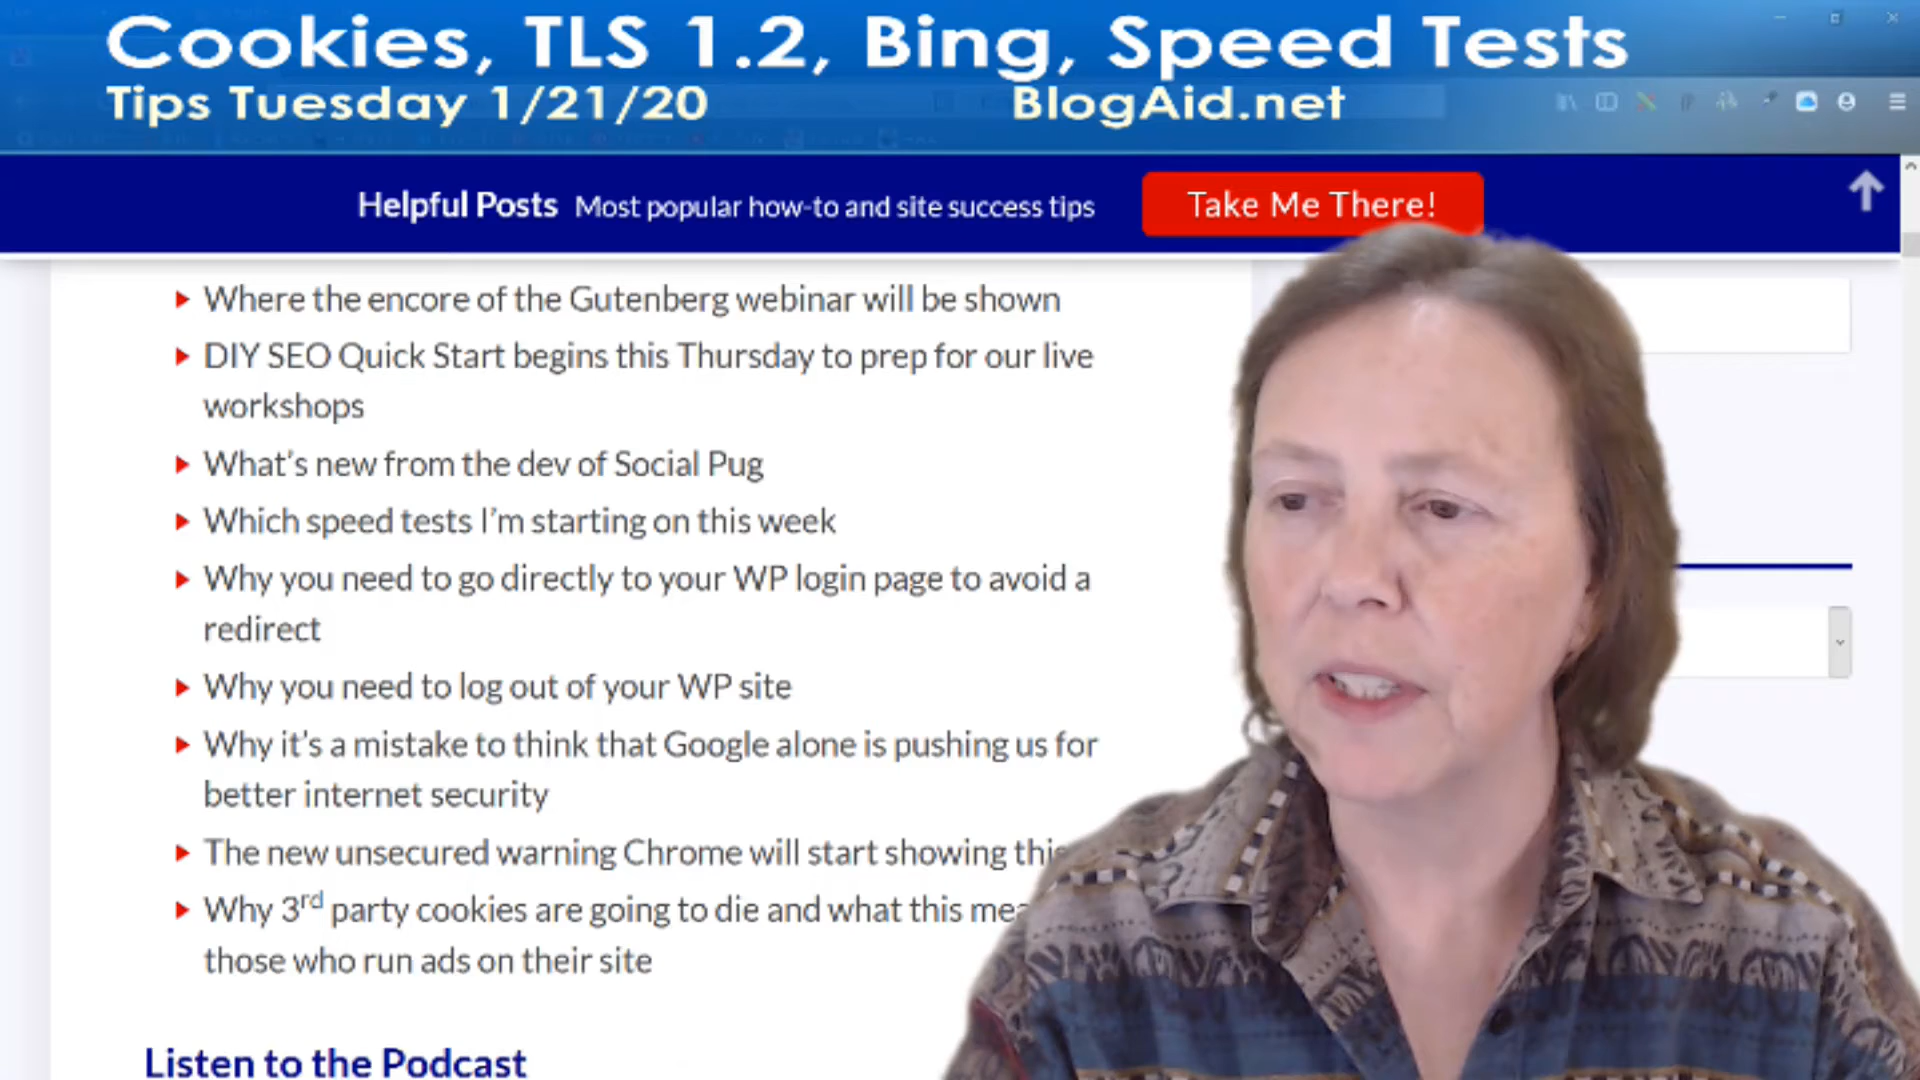 Cookies, TLS 1.2, Bing, Speed Tests
Tips Tuesday 1/21/20 BlogAid.net
Helpful Posts Most popular how-to and site success tips Take Me There!
Where the encore of the Gutenberg webinar will be shown
DIY SEO Quick Start begins this Thursday to prep for our live
workshops
What's new from the dev of Social Pug
Which speed tests I'm starting on this week
Why you need to go directly to your WP login page to avoid a
redirect
Why you need to log out of your WP site
Why it's a mistake to think that Google alone is pushing us for
better internet security
The new unsecured warning Chrome will start showing
Why 3rd party cookies are going to die and what this
those who run ads on their site
Listen to the Podcast